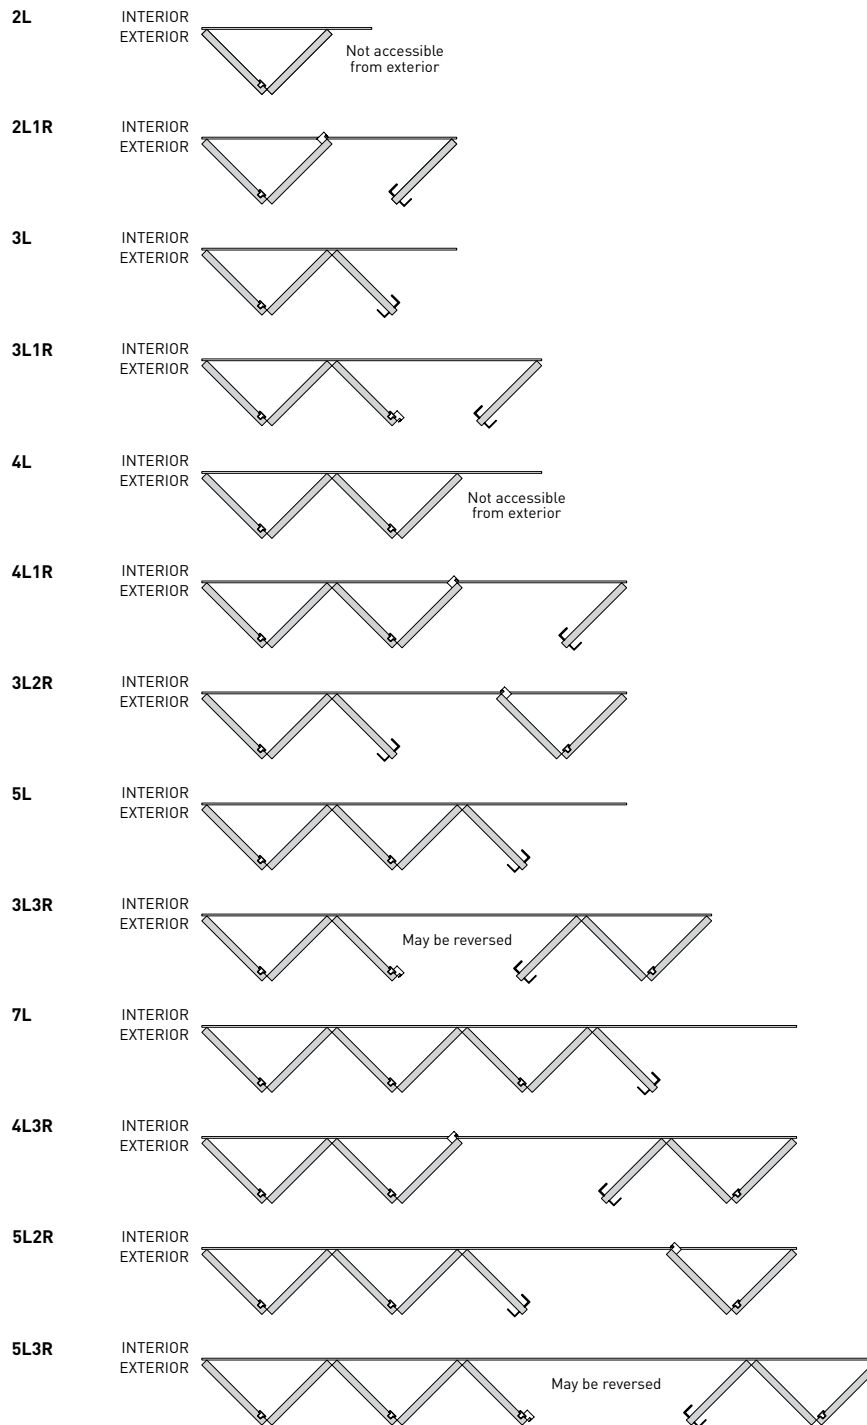 2L INTERIOR
EXTERIOR
Not accessible
from exterior
2L1R INTERIOR
EXTERIOR
3L INTERIOR
EXTERIOR
3L1R INTERIOR
EXTERIOR
4L INTERIOR
EXTERIOR
Not accessible
from exterior
4L1R INTERIOR
EXTERIOR
3L2R INTERIOR
EXTERIOR
5L INTERIOR
EXTERIOR
3L3R INTERIOR
EXTERIOR
May be reversed
7L INTERIOR
EXTERIOR
4L3R INTERIOR
EXTERIOR
5L2R INTERIOR
EXTERIOR
5L3R INTERIOR
EXTERIOR
May be reversed